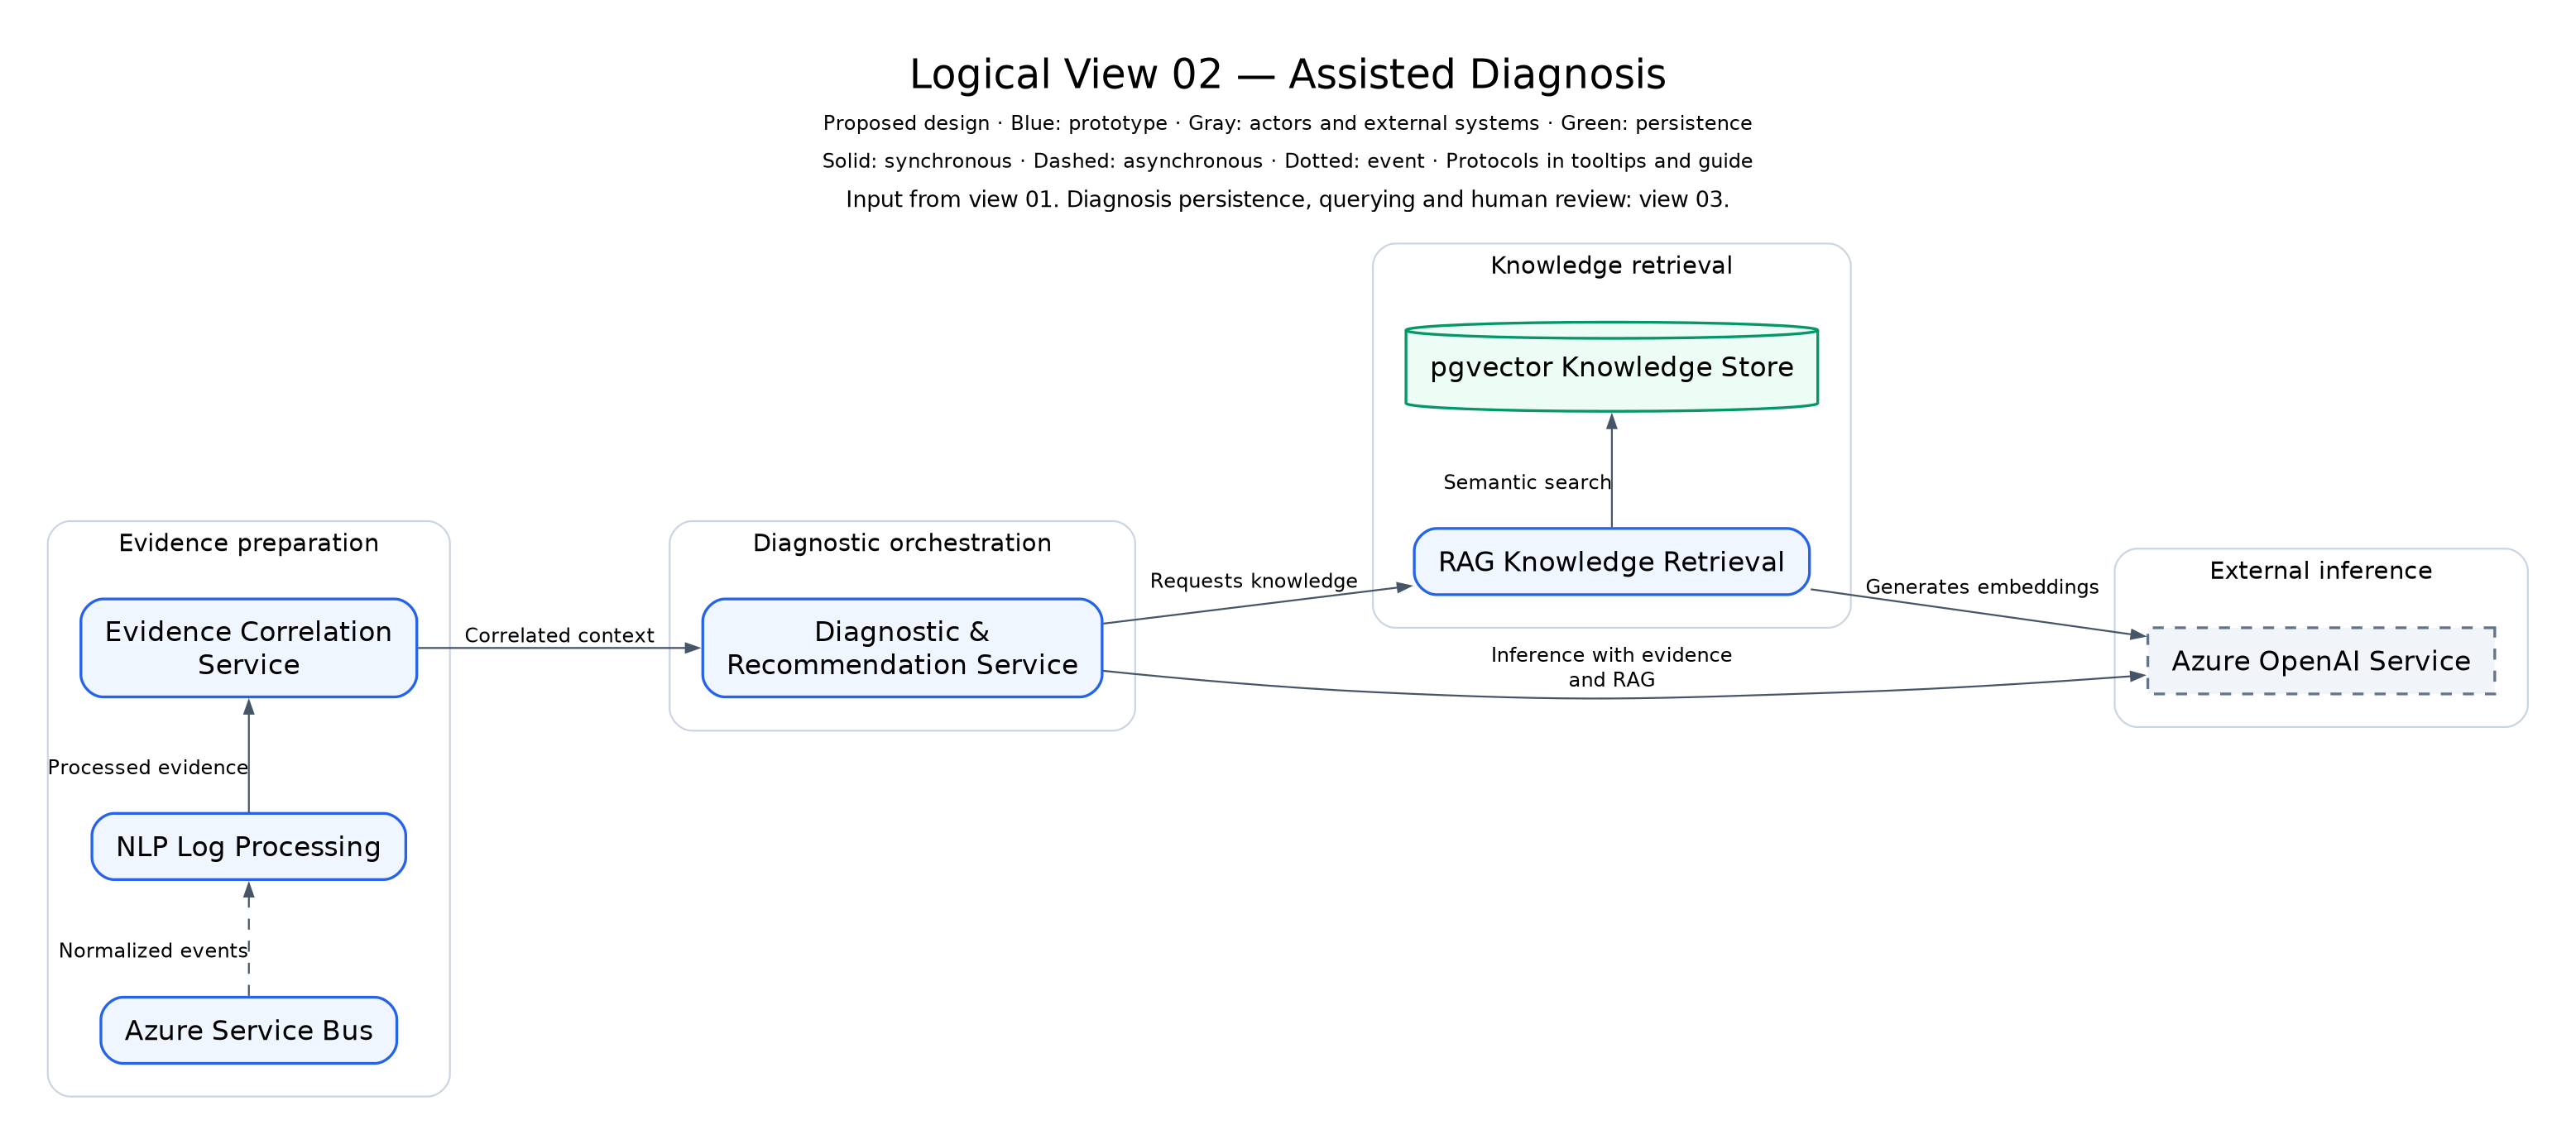 Logical View 02 — Assisted Diagnosis
Proposed design · Blue: prototype · Gray: actors and external systems · Green: persistence
Solid: synchronous · Dashed: asynchronous · Dotted: event · Protocols in tooltips and guide
Input from view 01. Diagnosis persistence, querying and human review: view 03.
Evidence preparation
Evidence Correlation
Service
Processed evidence
NLP Log Processing
Normalized events
Azure Service Bus
Correlated context
Diagnostic orchestration
Diagnostic &
Recommendation Service
Requests knowledge
Inference with evidence
and RAG
Knowledge retrieval
pgvector Knowledge Store
Semantic search
RAG Knowledge Retrieval
Generates embeddings
External inference
Azure OpenAI Service